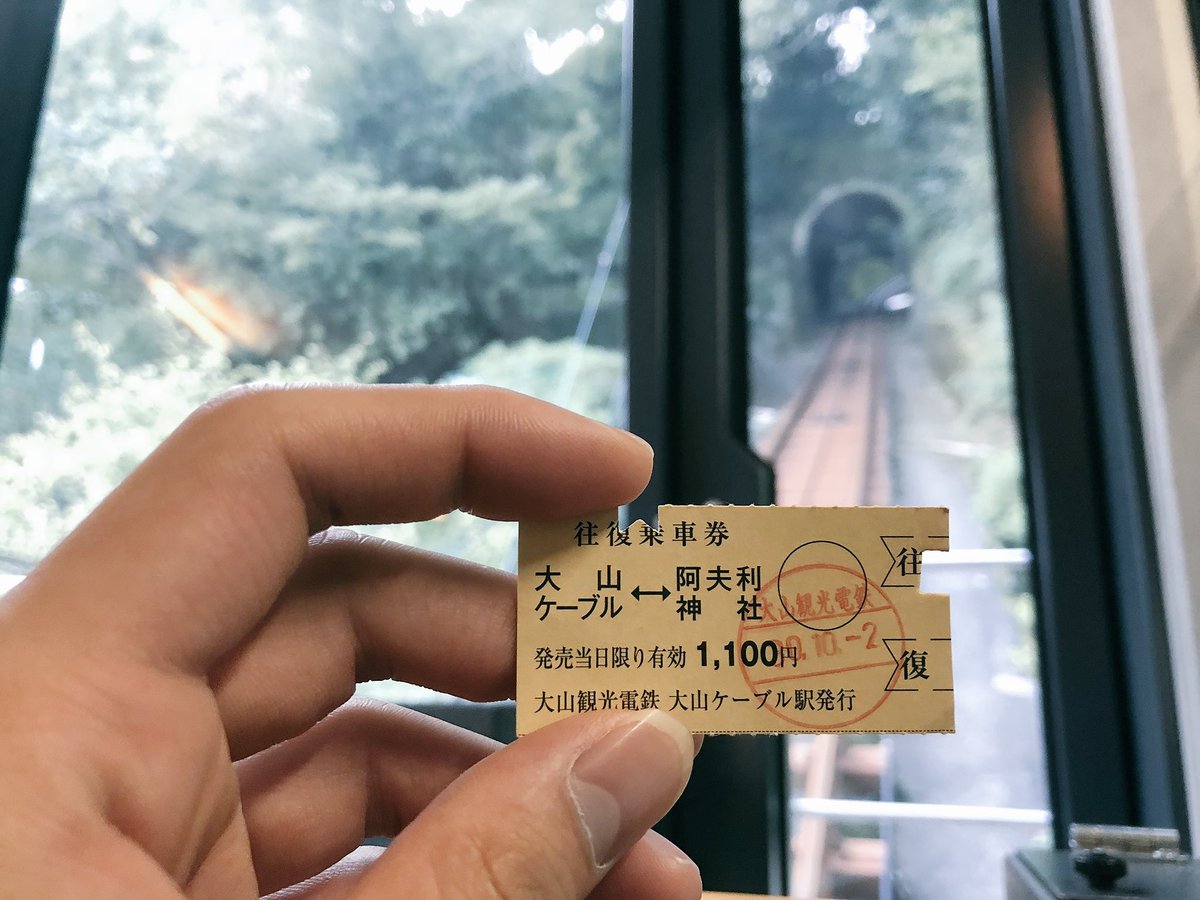 往復乗車券
大山 ↔ 阿夫利
ケーブル 神社
発売当日限り有効 1,100円
大山観光電鉄 大山ケーブル駅発行
往
復
大山観光電鉄
.10.-2